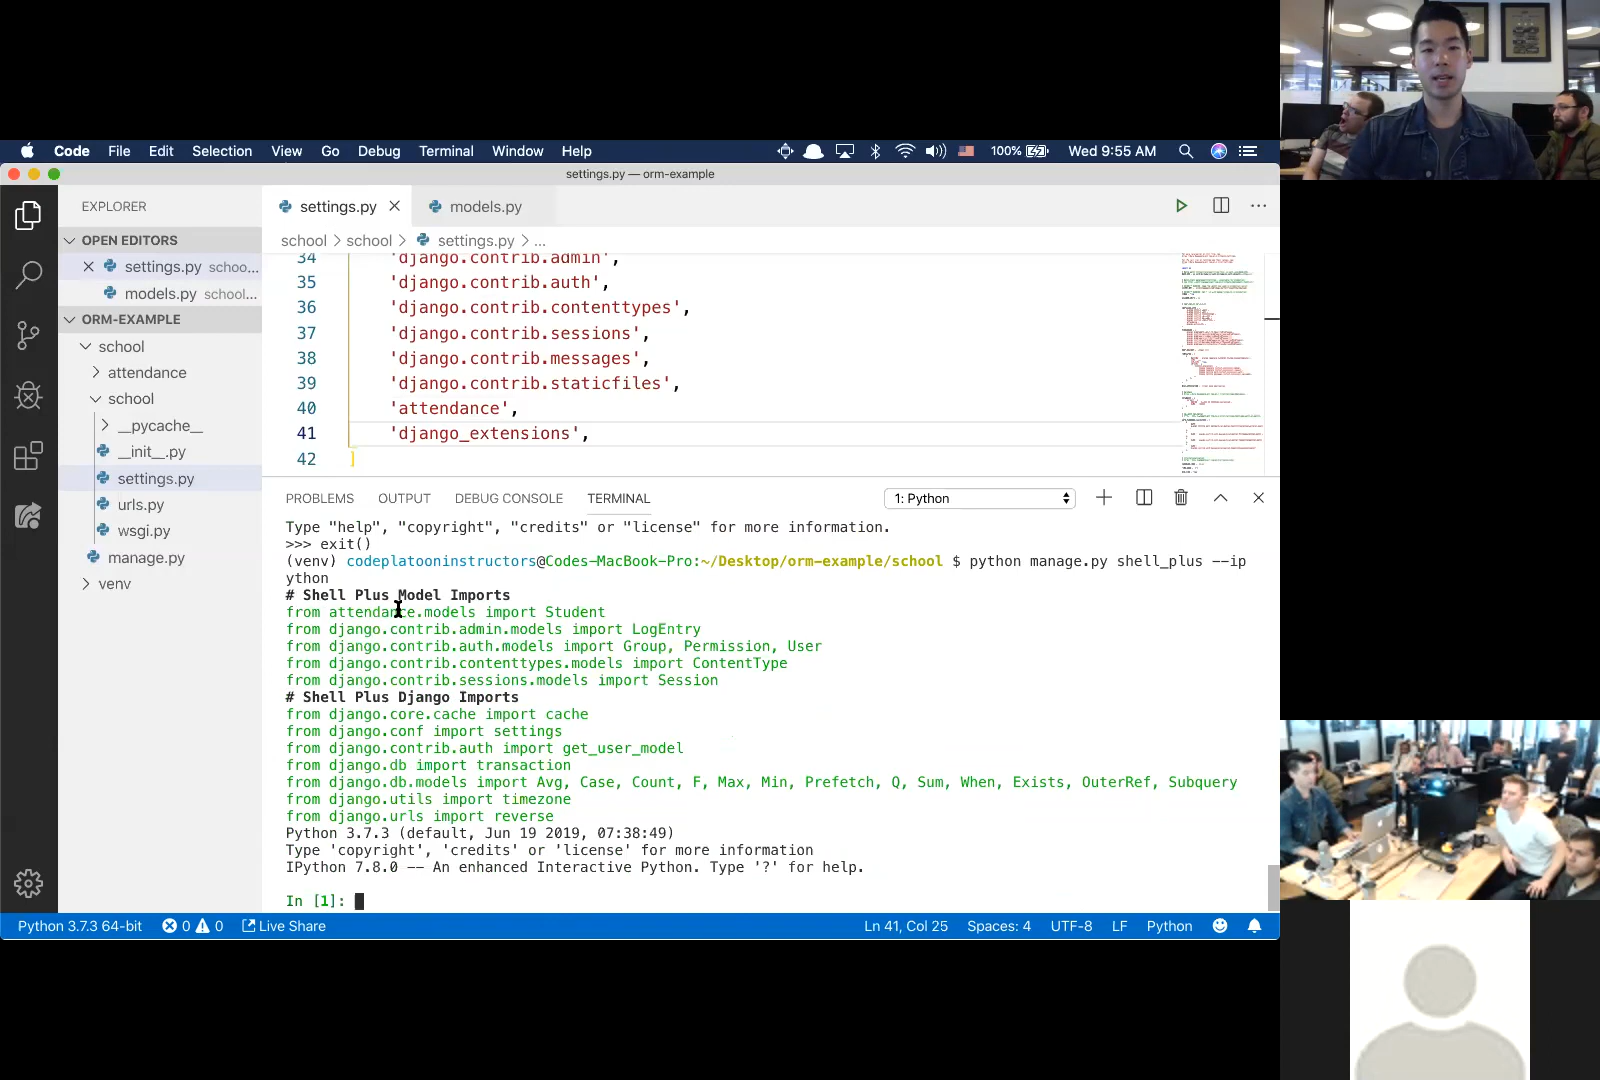 Code File Edit Selection View Go Debug Terminal Window Help 100% Wed 9:55 AM
settings.py — orm-example
EXPLORER
OPEN EDITORS
settings.py schoo...
models.py school...
ORM-EXAMPLE
school
attendance
school
__pycache__
__init__.py
settings.py
urls.py
wsgi.py
manage.py
venv
settings.py models.py
school > school > settings.py > ...
34 'django.contrib.admin',
35 'django.contrib.auth',
36 'django.contrib.contenttypes',
37 'django.contrib.sessions',
38 'django.contrib.messages',
39 'django.contrib.staticfiles',
40 'attendance',
41 'django_extensions',
42 ]
PROBLEMS OUTPUT DEBUG CONSOLE TERMINAL 1: Python
Type "help", "copyright", "credits" or "license" for more information.
>>> exit()
(venv) codeplatooninstructors@Codes-MacBook-Pro:~/Desktop/orm-example/school $ python manage.py shell_plus --ip
ython
# Shell Plus Model Imports
from attendance.models import Student
from django.contrib.admin.models import LogEntry
from django.contrib.auth.models import Group, Permission, User
from django.contrib.contenttypes.models import ContentType
from django.contrib.sessions.models import Session
# Shell Plus Django Imports
from django.core.cache import cache
from django.conf import settings
from django.contrib.auth import get_user_model
from django.db import transaction
from django.db.models import Avg, Case, Count, F, Max, Min, Prefetch, Q, Sum, When, Exists, OuterRef, Subquery
from django.utils import timezone
from django.urls import reverse
Python 3.7.3 (default, Jun 19 2019, 07:38:49)
Type 'copyright', 'credits' or 'license' for more information
IPython 7.8.0 -- An enhanced Interactive Python. Type '?' for help.
In [1]:
Python 3.7.3 64-bit 0 0 Live Share Ln 41, Col 25 Spaces: 4 UTF-8 LF Python